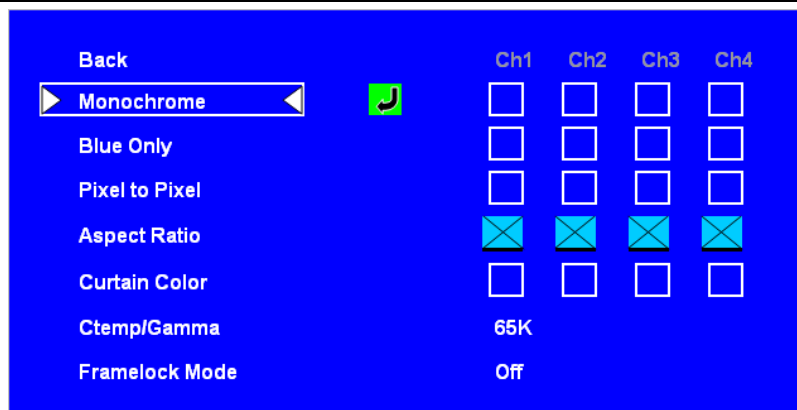 Back Ch1 Ch2 Ch3 Ch4
Monochrome
Blue Only
Pixel to Pixel
Aspect Ratio
Curtain Color
Ctemp/Gamma 65K
Framelock Mode Off